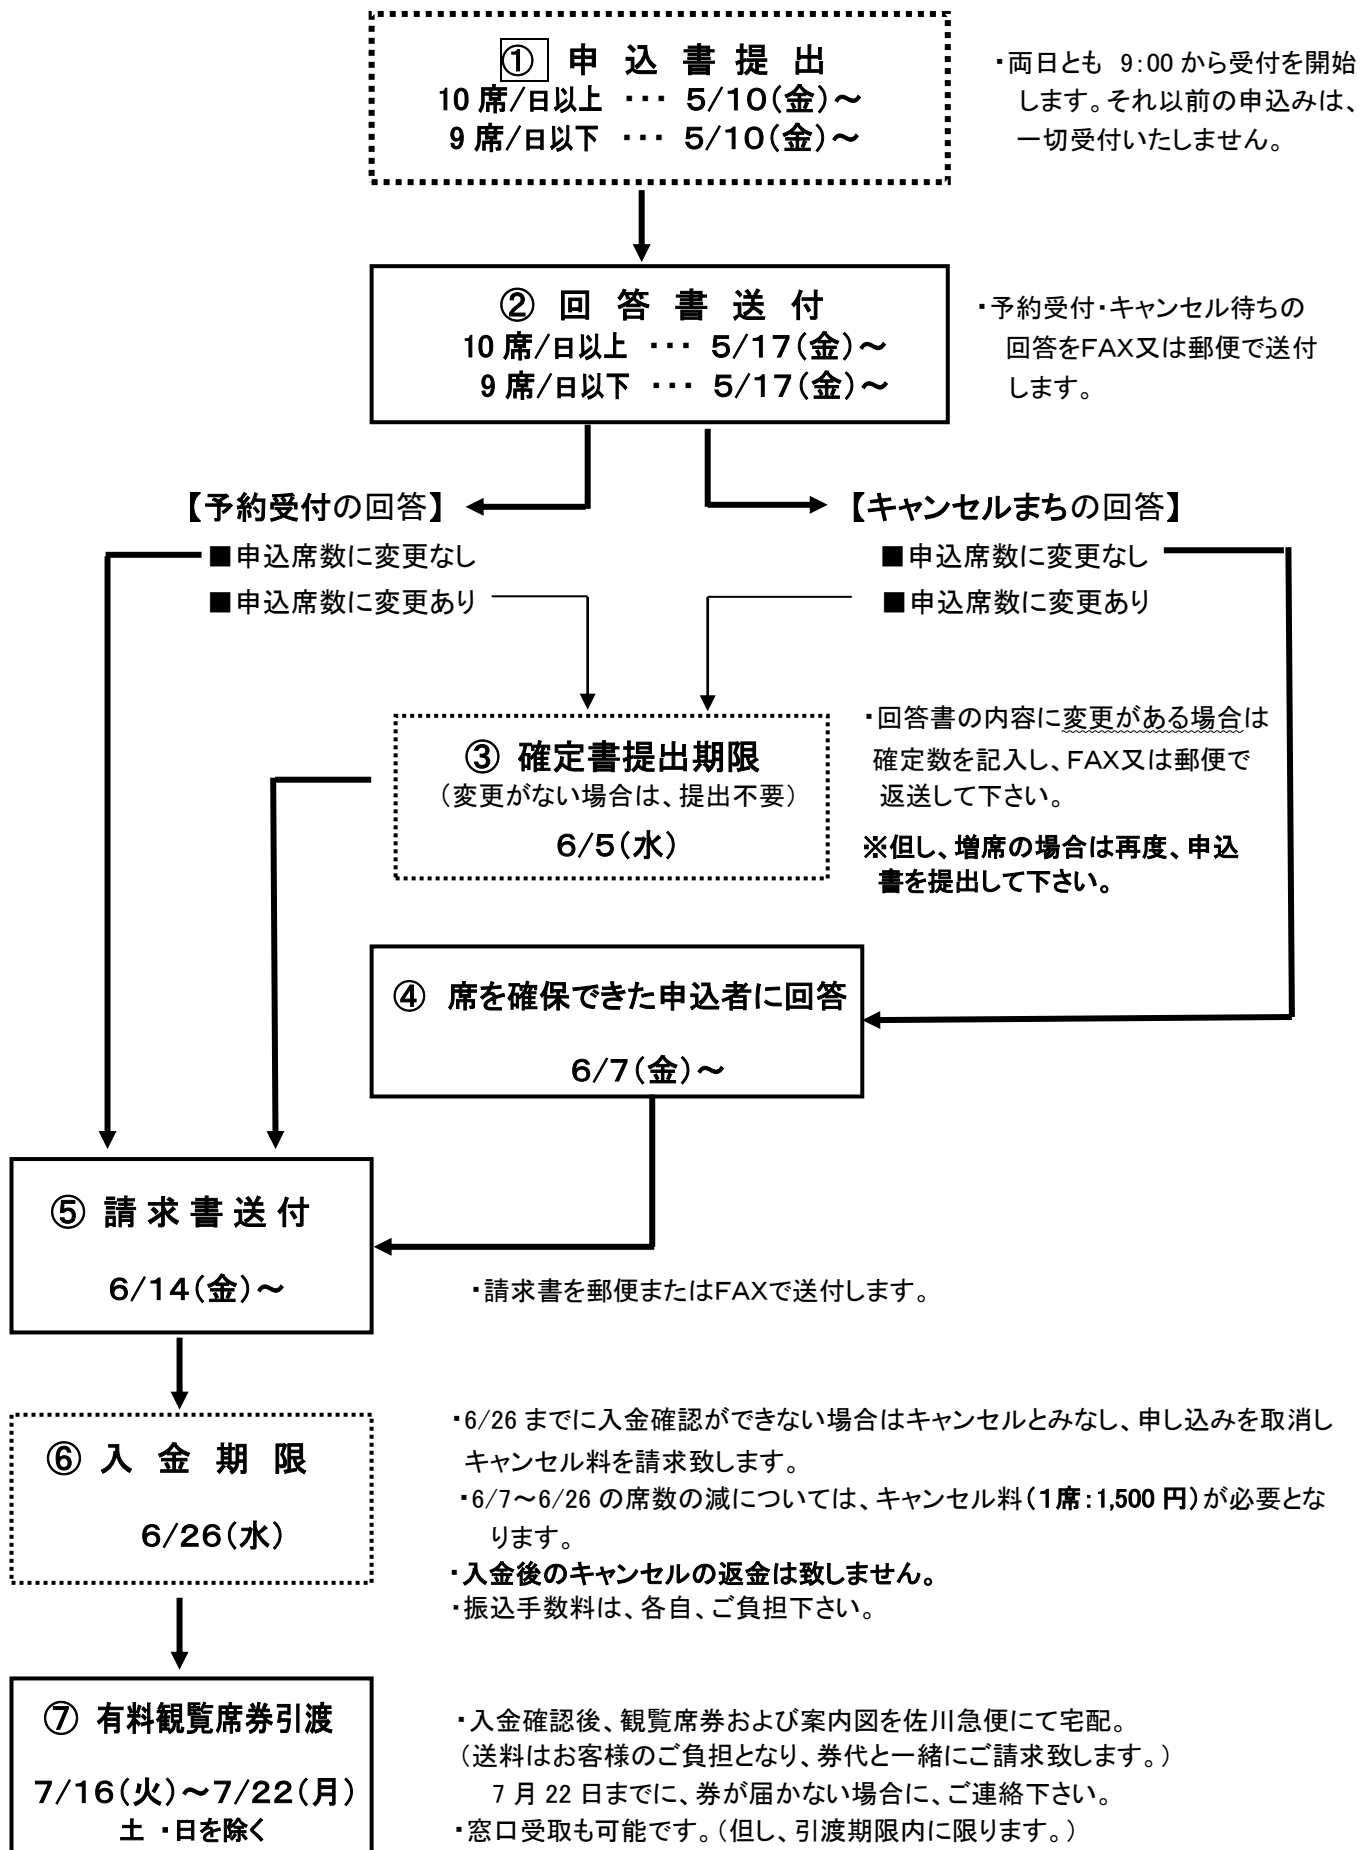 ① 申込書提出
10席/日以上 ・・・ 5/10(金)～
9席/日以下 ・・・ 5/10(金)～
・両日とも 9:00から受付を開始
します。それ以前の申込みは、
一切受付いたしません。
② 回答書送付
10席/日以上 ・・・ 5/17(金)～
9席/日以下 ・・・ 5/17(金)～
・予約受付・キャンセル待ちの
回答をFAX又は郵便で送付
します。
【予約受付の回答】
■申込席数に変更なし
■申込席数に変更あり
【キャンセルまちの回答】
■申込席数に変更なし
■申込席数に変更あり
③ 確定書提出期限
(変更がない場合は、提出不要)
6/5(水)
・回答書の内容に変更がある場合は
確定数を記入し、FAX又は郵便で
返送して下さい。
※但し、増席の場合は再度、申込
書を提出して下さい。
④ 席を確保できた申込者に回答
6/7(金)～
⑤ 請求書送付
6/14(金)～
・請求書を郵便またはFAXで送付します。
⑥ 入金期限
6/26(水)
・6/26までに入金確認ができない場合はキャンセルとみなし、申し込みを取消し
キャンセル料を請求致します。
・6/7～6/26の席数の減については、キャンセル料(1席:1,500円)が必要とな
ります。
・入金後のキャンセルの返金は致しません。
・振込手数料は、各自、ご負担下さい。
⑦ 有料観覧席券引渡
7/16(火)～7/22(月)
土・日を除く
・入金確認後、観覧席券および案内図を佐川急便にて宅配。
(送料はお客様のご負担となり、券代と一緒にご請求致します。)
7月22日までに、券が届かない場合に、ご連絡下さい。
・窓口受取も可能です。(但し、引渡期限内に限ります。)